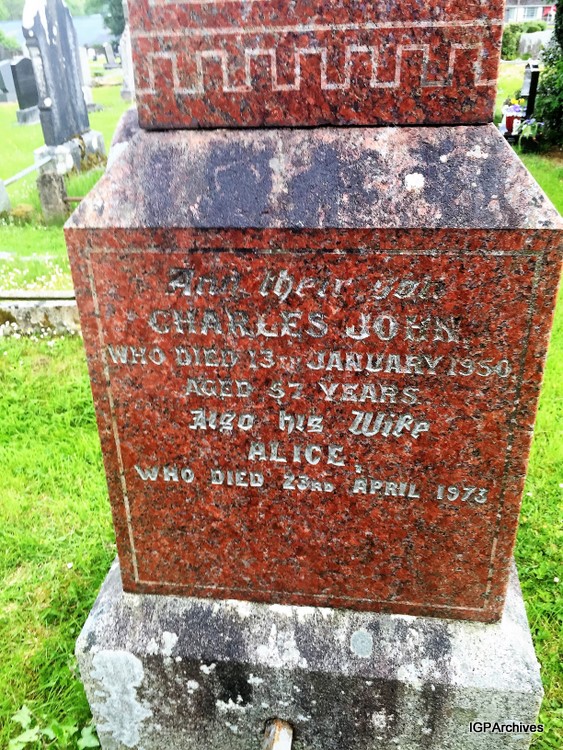 And their son
CHARLES JOHN,
WHO DIED 13TH JANUARY 1950,
AGED 57 YEARS
Also his Wife
ALICE,
WHO DIED 23RD APRIL 1973
IGPArchives